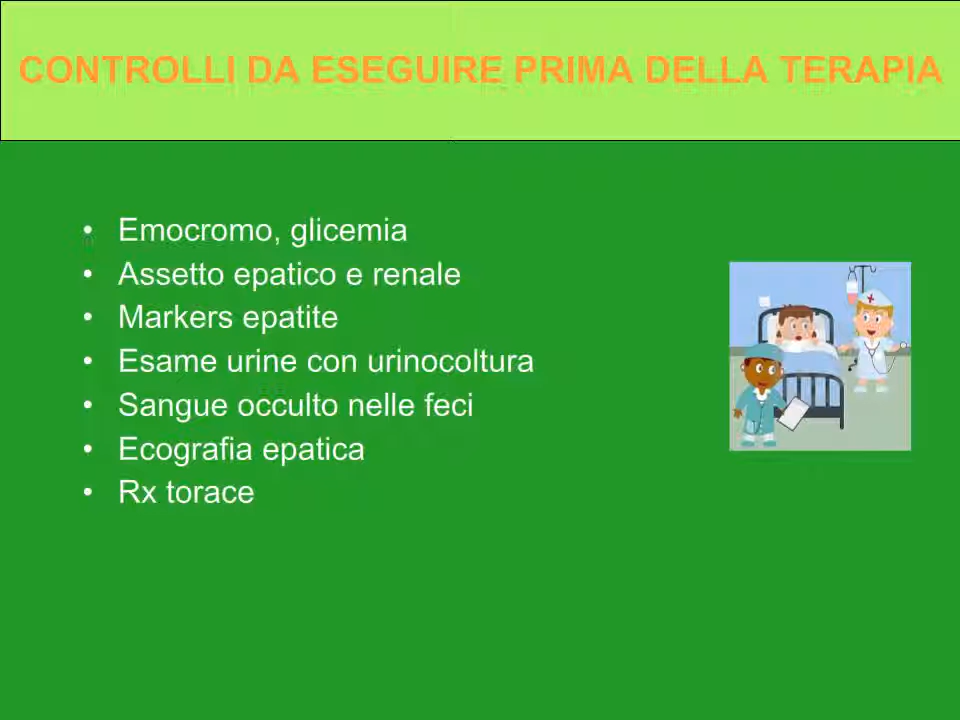 CONTROLLI DA ESEGUIRE PRIMA DELLA TERAPIA
• Emocromo, glicemia
• Assetto epatico e renale
• Markers epatite
• Esame urine con urinocoltura
• Sangue occulto nelle feci
• Ecografia epatica
• Rx torace